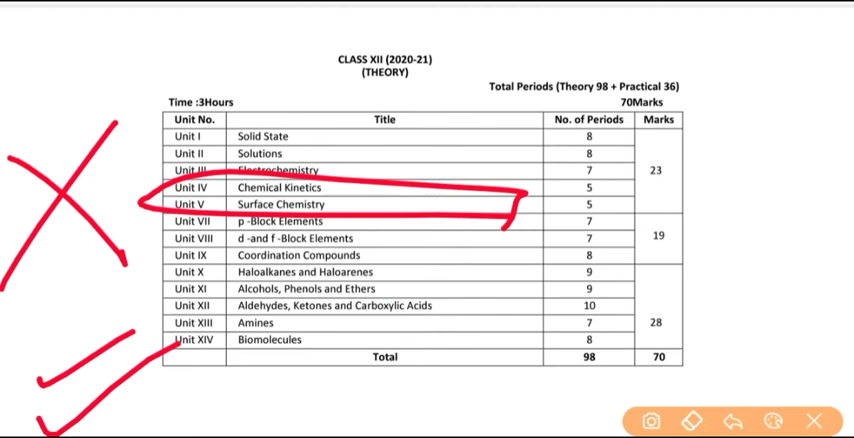 CLASS XII (2020-21)
(THEORY)
Total Periods (Theory 98 + Practical 36)
Time :3Hours 70Marks
Unit No. Title No. of Periods Marks
Unit I Solid State 8
Unit II Solutions 8
Unit III Electrochemistry 7 23
Unit IV Chemical Kinetics 5
Unit V Surface Chemistry 5
Unit VII p -Block Elements 7
Unit VIII d -and f -Block Elements 7 19
Unit IX Coordination Compounds 8
Unit X Haloalkanes and Haloarenes 9
Unit XI Alcohols, Phenols and Ethers 9
Unit XII Aldehydes, Ketones and Carboxylic Acids 10
Unit XIII Amines 7 28
Unit XIV Biomolecules 8
Total 98 70